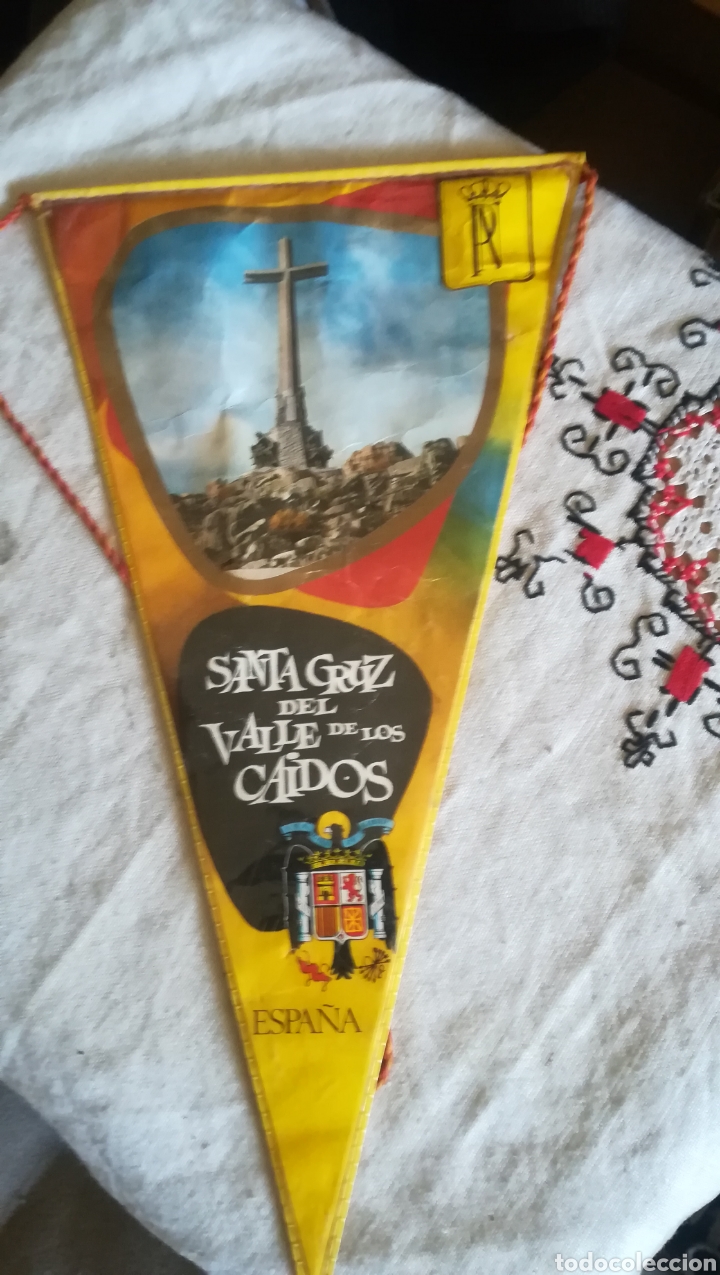 SANTA CRUZ
DEL
VALLE DE LOS
CAIDOS
ESPAÑA
todocoleccion